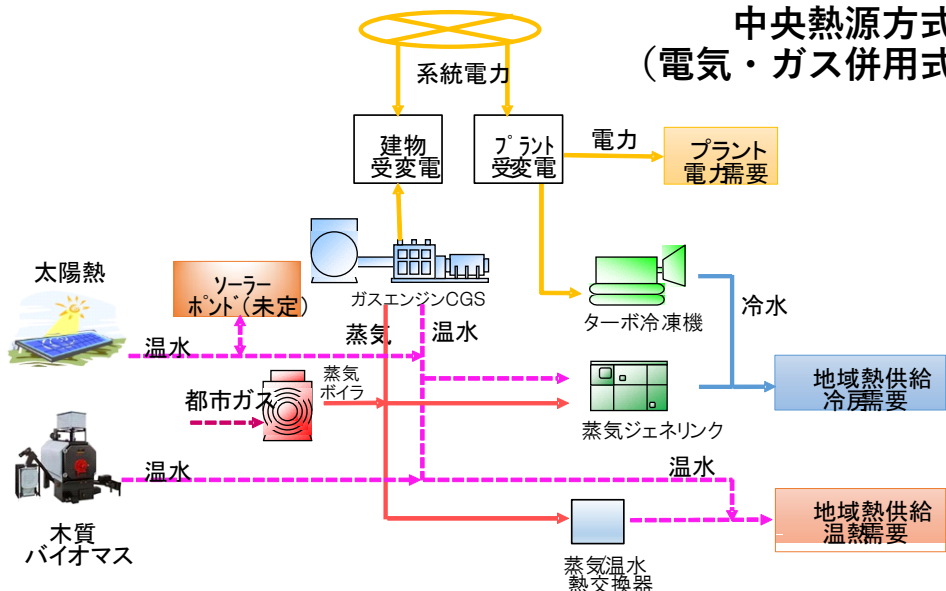 中央熱源方式
（電気・ガス併用式
系統電力
建物
受変電
プラント
受変電
電力
プラント
電力需要
太陽熱
ソーラー
ポンド(未定)
ガスエンジンCGS
ターボ冷凍機
冷水
温水
蒸気
温水
都市ガス
蒸気
ボイラ
蒸気ジェネリンク
地域熱供給
冷房需要
温水
温水
木質
バイオマス
蒸気/温水
熱交換器
地域熱供給
温熱需要